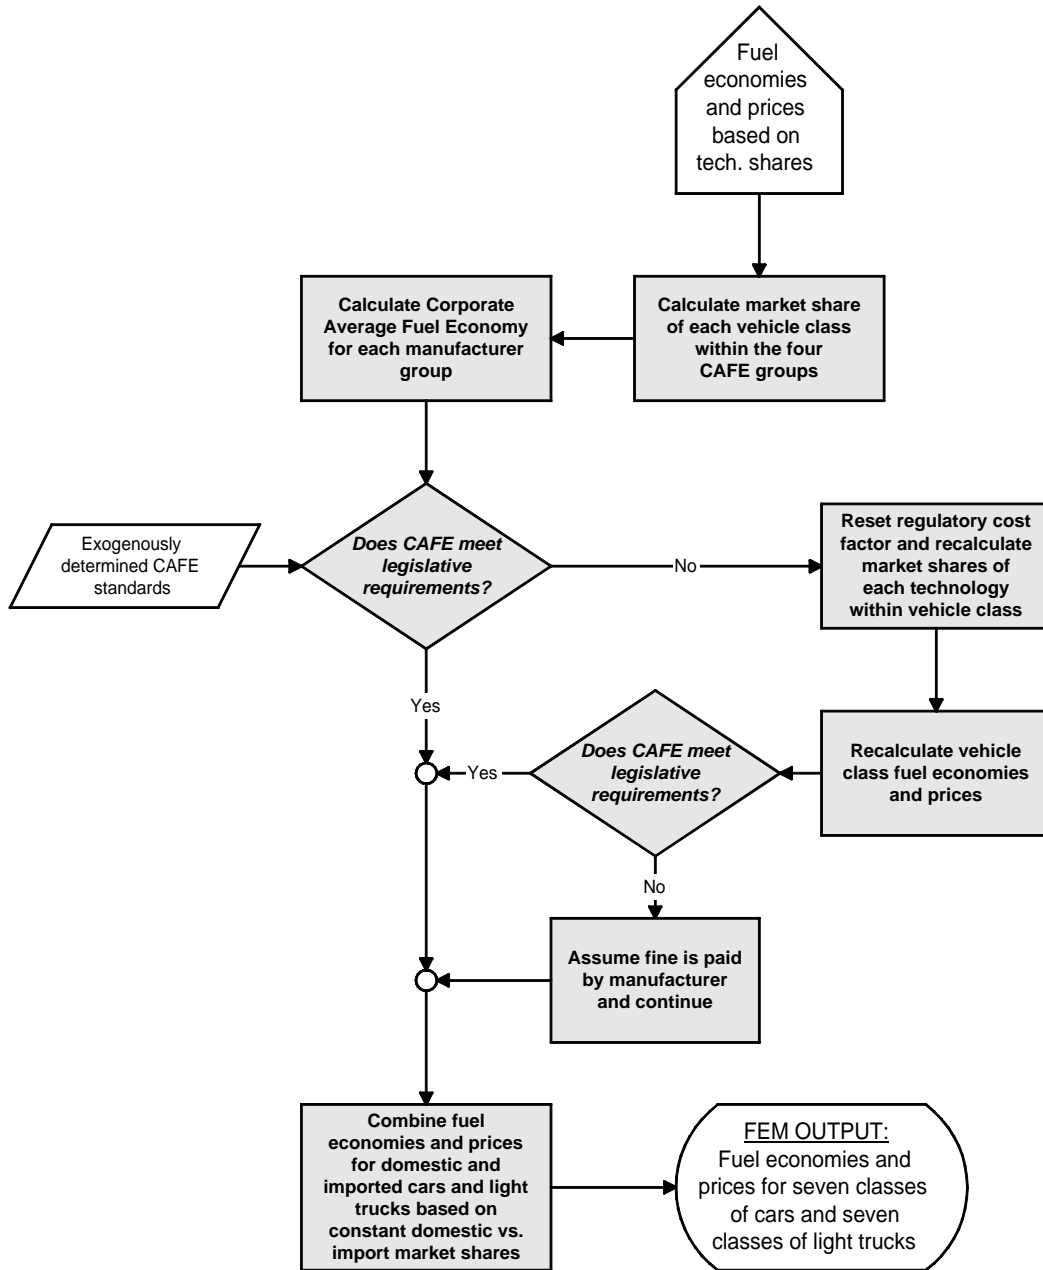 Fuel
economies
and prices
based on
tech. shares
Calculate Corporate
Average Fuel Economy
for each manufacturer
group
Calculate market share
of each vehicle class
within the four
CAFE groups
Exogenously
determined CAFE
standards
Does CAFE meet
legislative
requirements?
No
Reset regulatory cost
factor and recalculate
market shares of
each technology
within vehicle class
Yes
Does CAFE meet
legislative
requirements?
Yes
Recalculate vehicle
class fuel economies
and prices
No
Assume fine is paid
by manufacturer
and continue
Combine fuel
economies and prices
for domestic and
imported cars and light
trucks based on
constant domestic vs.
import market shares
FEM OUTPUT:
Fuel economies and
prices for seven classes
of cars and seven
classes of light trucks